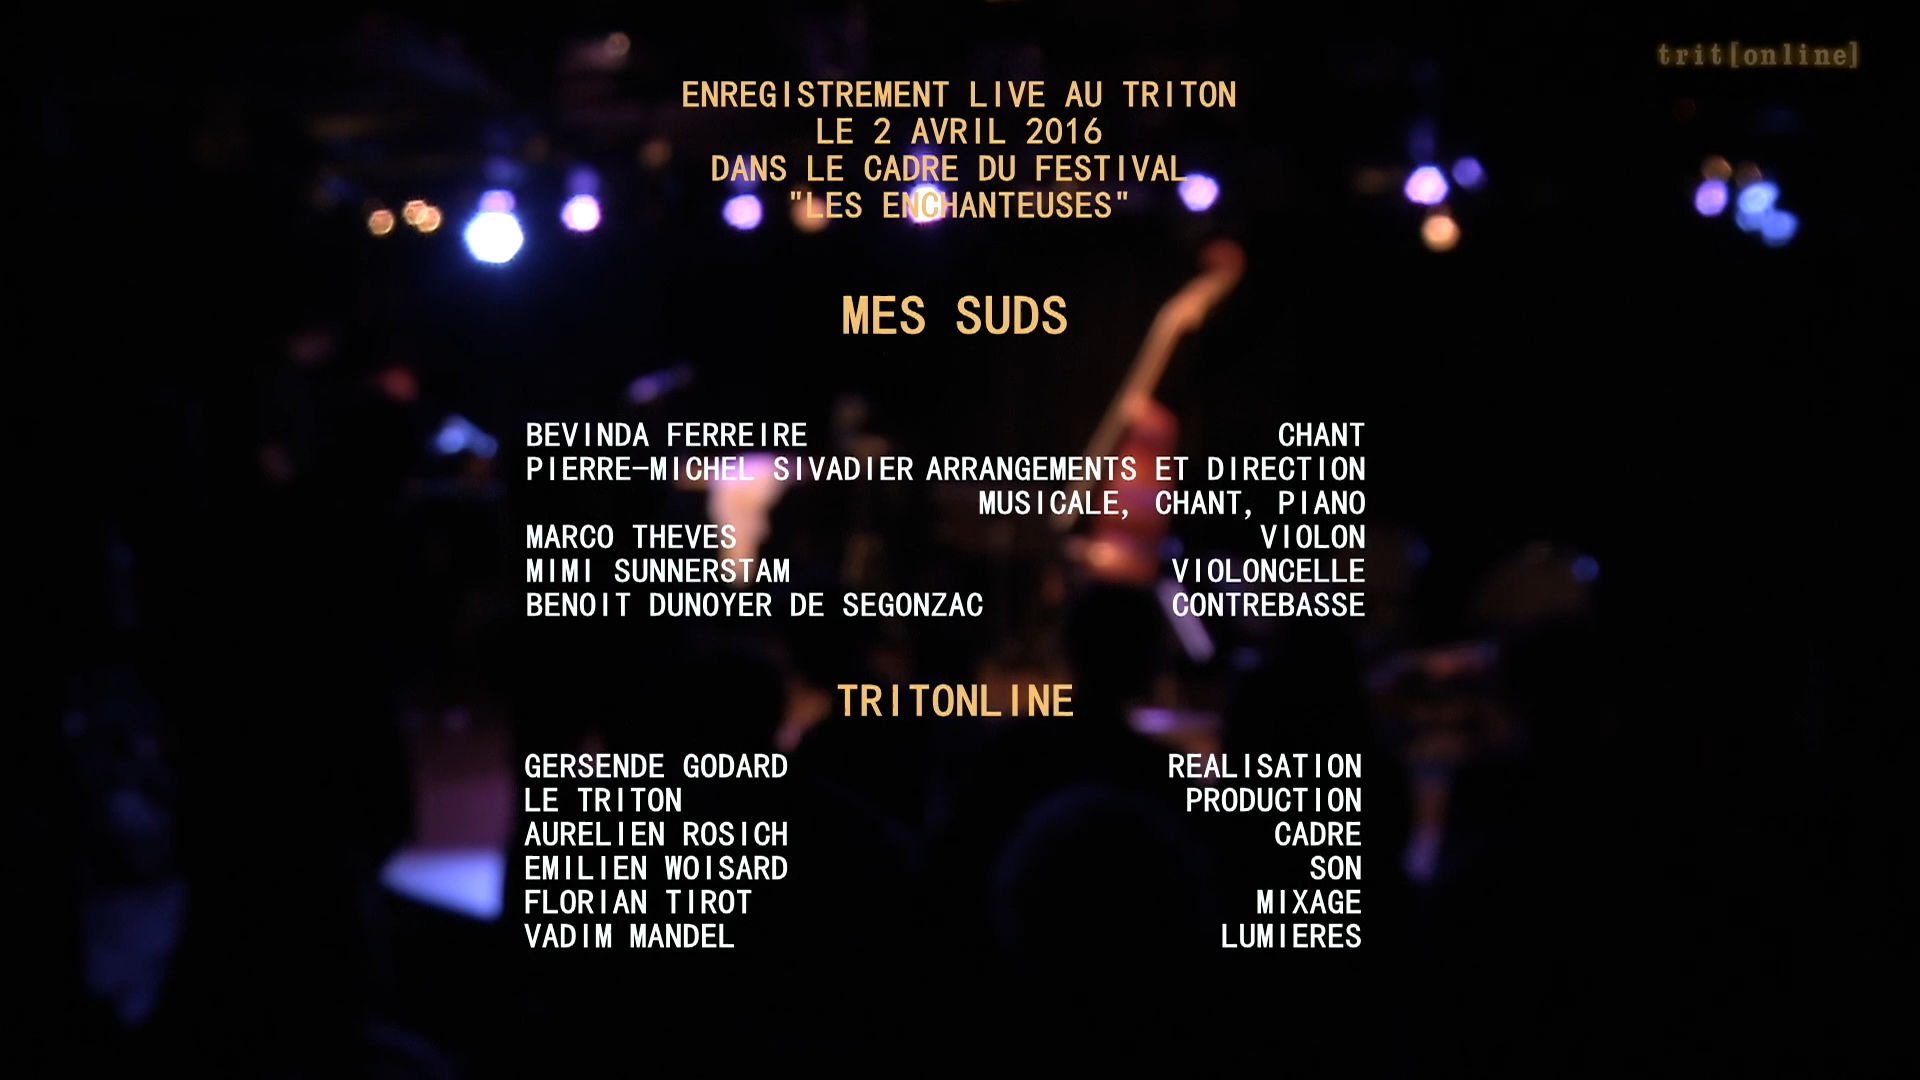 trit[online]
ENREGISTREMENT LIVE AU TRITON
LE 2 AVRIL 2016
DANS LE CADRE DU FESTIVAL
"LES ENCHANTEUSES"
MES SUDS
BEVINDA FERREIRE CHANT
PIERRE-MICHEL SIVADIER ARRANGEMENTS ET DIRECTION
MUSICALE, CHANT, PIANO
MARCO THEVES VIOLON
MIMI SUNNERSTAM VIOLONCELLE
BENOIT DUNOYER DE SEGONZAC CONTREBASSE
TRITONLINE
GERSENDE GODARD REALISATION
LE TRITON PRODUCTION
AURELIEN ROSICH CADRE
EMILIEN WOISARD SON
FLORIAN TIROT MIXAGE
VADIM MANDEL LUMIERES